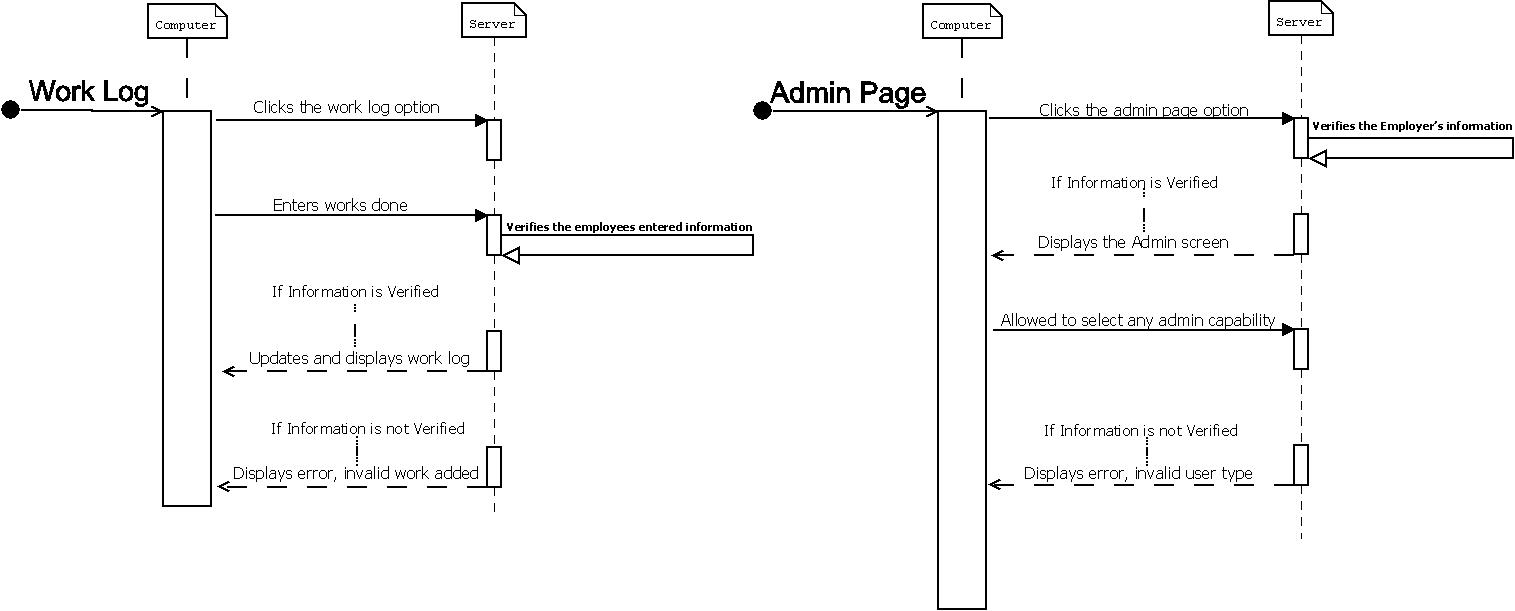 Computer
Server
Work Log
Clicks the work log option
Enters works done
Verifies the employees entered information
If Information is Verified
Updates and displays work log
If Information is not Verified
Displays error, invalid work added
Computer
Server
Admin Page
Clicks the admin page option
Verifies the Employer's information
If Information is Verified
Displays the Admin screen
Allowed to select any admin capability
If Information is not Verified
Displays error, invalid user type